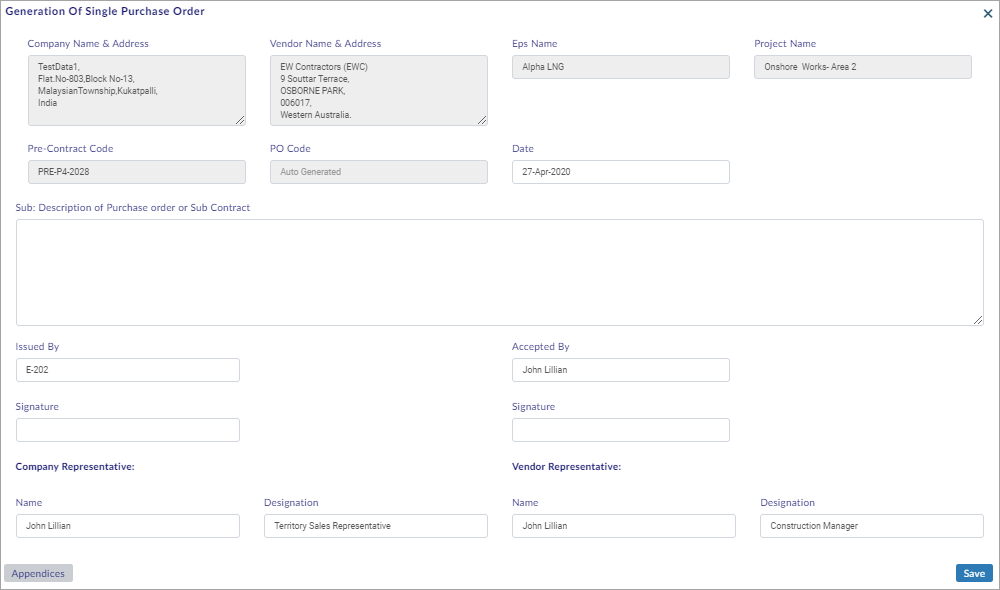 Generation Of Single Purchase Order
Company Name & Address
Vendor Name & Address
Eps Name
Project Name
TestData1,
Flat.No-803,Block No-13,
MalaysianTownship,Kukatpalli,
India
EW Contractors (EWC)
9 Souttar Terrace,
OSBORNE PARK,
006017,
Western Australia.
Alpha LNG
Onshore Works- Area 2
Pre-Contract Code
PO Code
Date
PRE-P4-2028
Auto Generated
27-Apr-2020
Sub: Description of Purchase order or Sub Contract
Issued By
Accepted By
E-202
John Lillian
Signature
Signature
Company Representative:
Vendor Representative:
Name
Designation
Name
Designation
John Lillian
Territory Sales Representative
John Lillian
Construction Manager
Appendices
Save